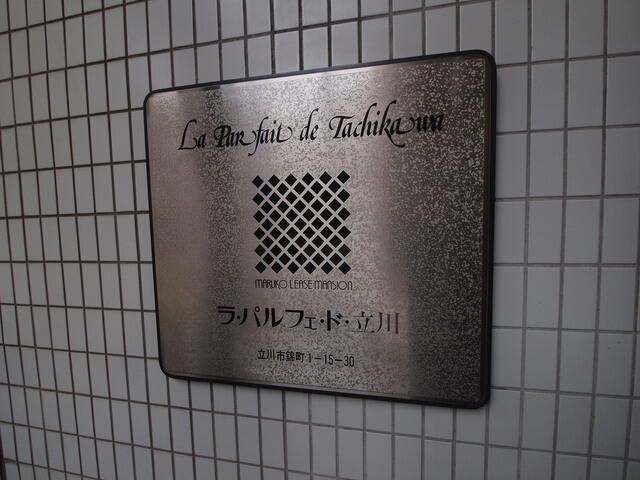 La Parfait de Tachikawa
MARUKO LEASE MANSION
ラ・パルフェ・ド・立川
立川市錦町1-15-30